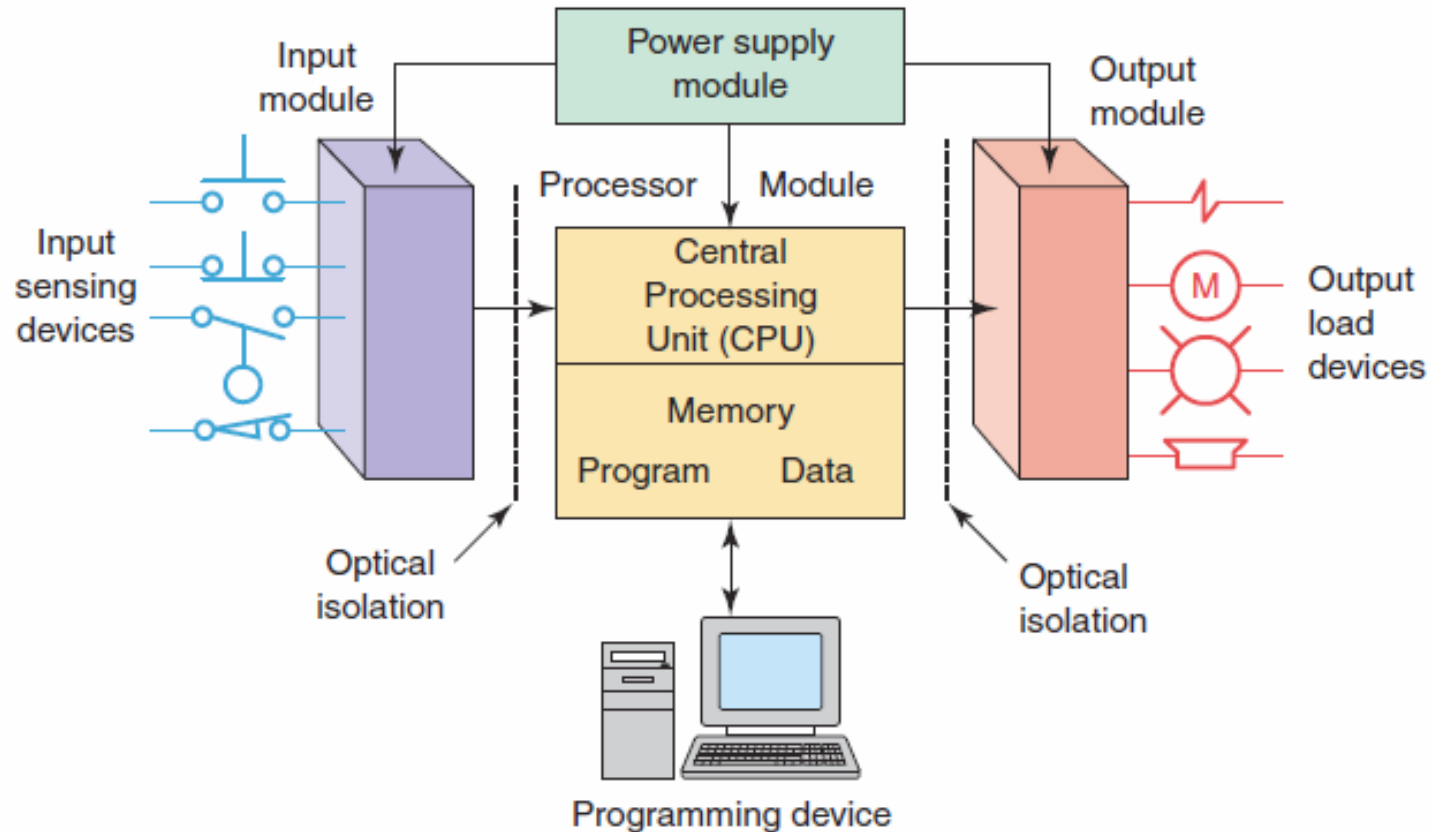 Power supply
module
Input
module
Output
module
Processor Module
Input
sensing
devices
Central
Processing
Unit (CPU)
Memory
Program Data
M
Output
load
devices
Optical
isolation
Optical
isolation
Programming device